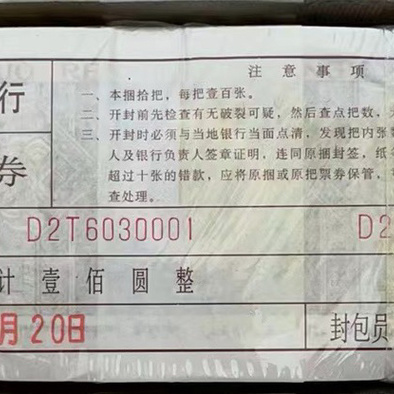 注意事项
行
一、本捆拾把，每把壹百张。
二、开封前先检查有无破裂可疑，然后查点把数，
三、开封时必须与当地银行当面点清，发现把内张数
人及银行负责人签章证明，连同原捆封签，纸
券
超过十张的错款，应将原捆或原把票券保管，
查处理。
D2T6030001 D2
计壹佰圆整
月20日 封包员